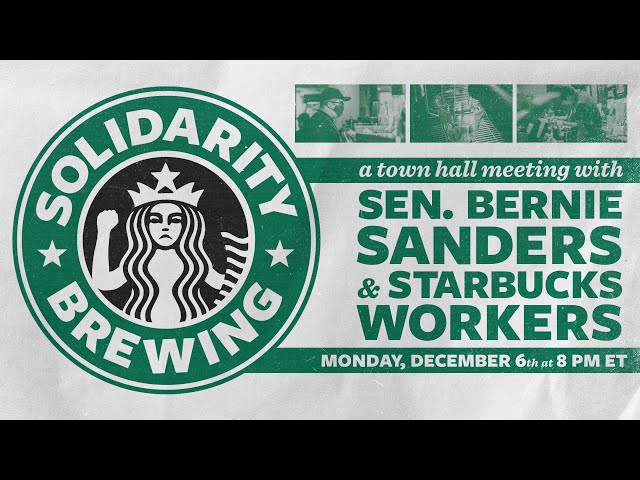 SOLIDARITY
BREWING
a town hall meeting with
SEN. BERNIE
SANDERS
& STARBUCKS
WORKERS
MONDAY, DECEMBER 6th at 8 PM ET